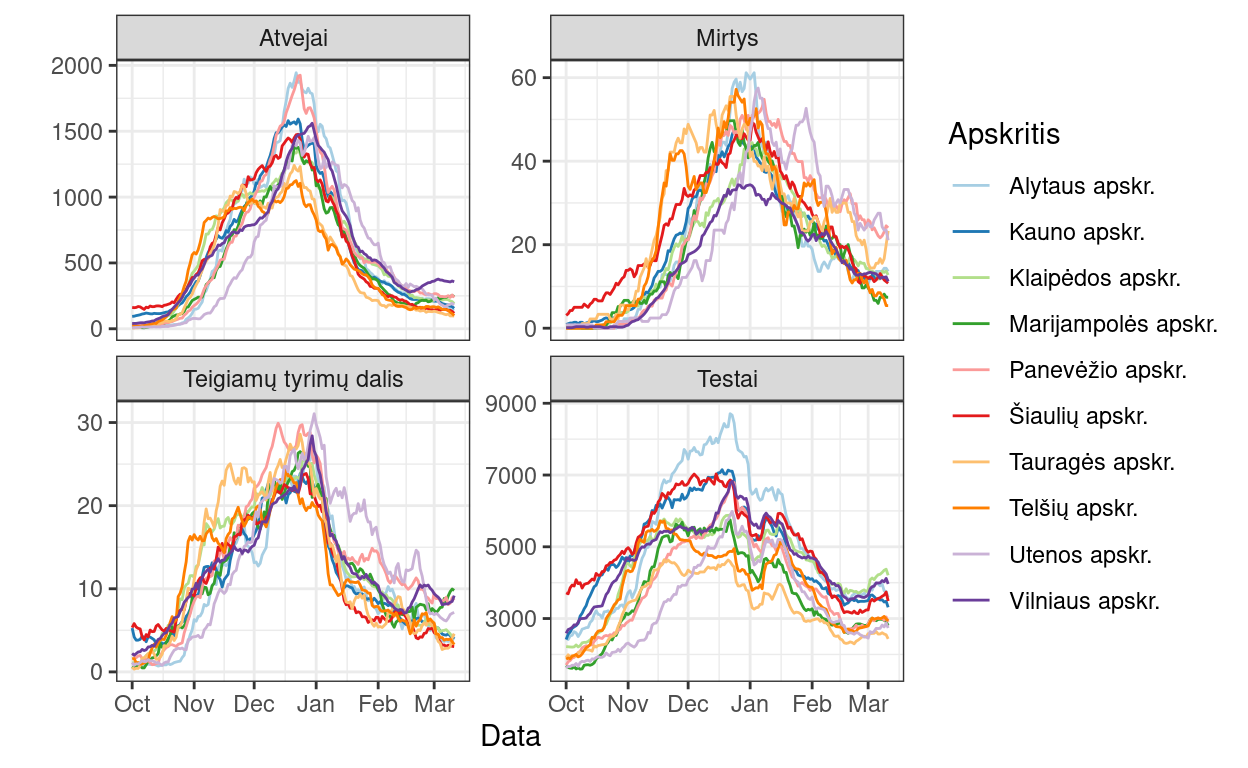 Atvejai
Mirtys
2000
1500
1000
500
0
60
40
20
0
Teigiamų tyrimų dalis
Testai
30
20
10
0
9000
7000
5000
3000
Oct Nov Dec Jan Feb Mar
Oct Nov Dec Jan Feb Mar
Data
Apskritis
Alytaus apskr.
Kauno apskr.
Klaipėdos apskr.
Marijampolės apskr.
Panevėžio apskr.
Šiaulių apskr.
Tauragės apskr.
Telšių apskr.
Utenos apskr.
Vilniaus apskr.